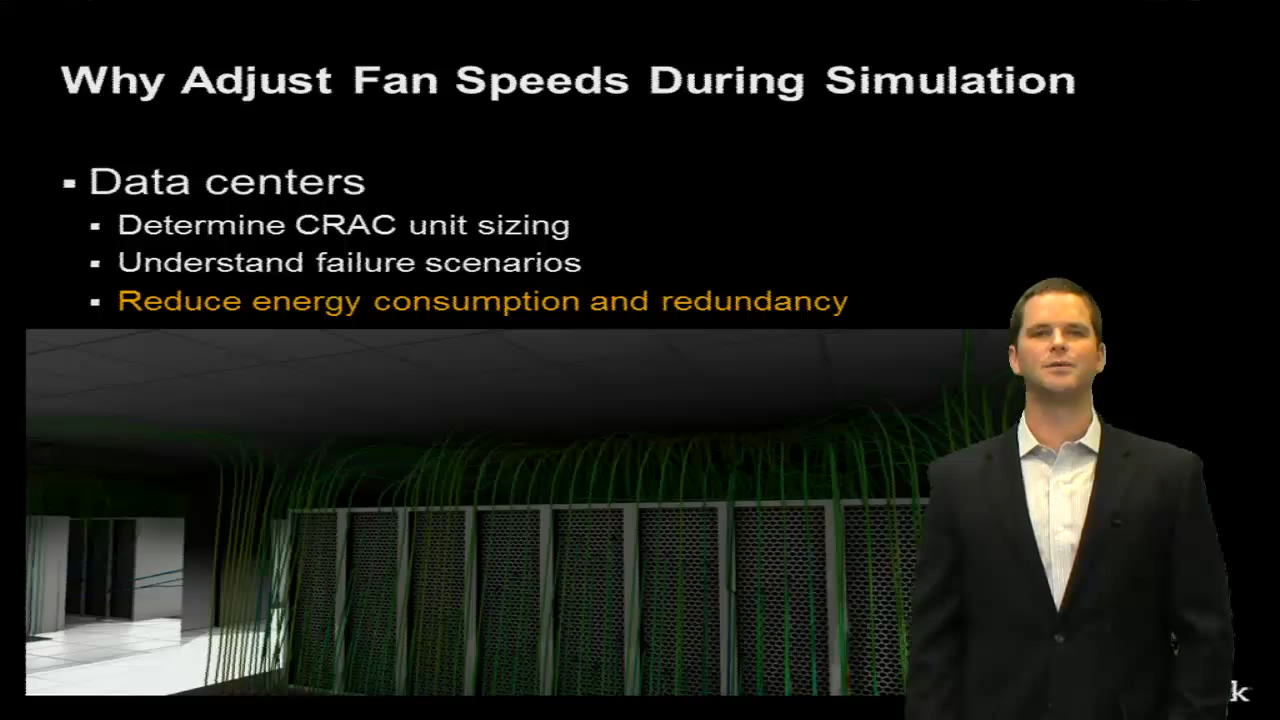 Why Adjust Fan Speeds During Simulation
Data centers
Determine CRAC unit sizing
Understand failure scenarios
Reduce energy consumption and redundancy